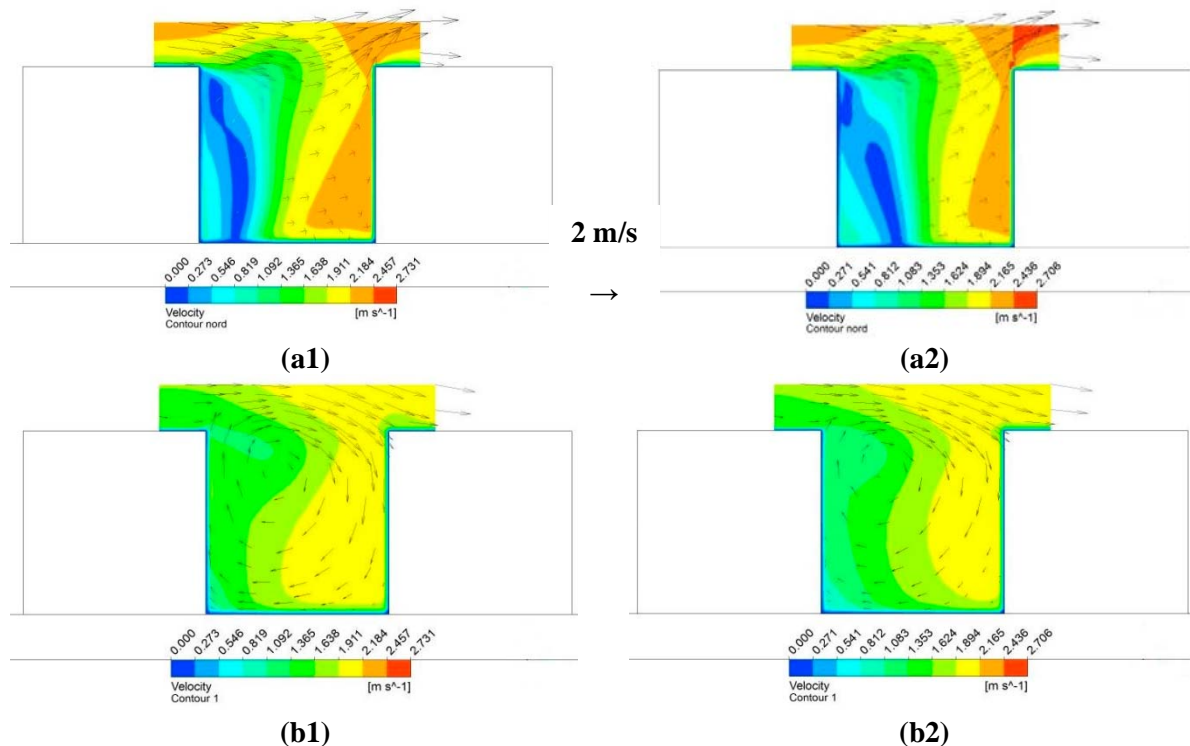 2 m/s
→
0.000 0.273 0.546 0.819 1.092 1.365 1.638 1.911 2.184 2.457 2.731
Velocity [m s^-1]
Contour nord
(a1)
0.000 0.271 0.541 0.812 1.083 1.353 1.624 1.894 2.165 2.436 2.706
Velocity [m s^-1]
Contour nord
(a2)
0.000 0.273 0.546 0.819 1.092 1.365 1.638 1.911 2.184 2.457 2.731
Velocity [m s^-1]
Contour 1
(b1)
0.000 0.271 0.541 0.812 1.083 1.353 1.624 1.894 2.165 2.436 2.706
Velocity [m s^-1]
Contour 1
(b2)